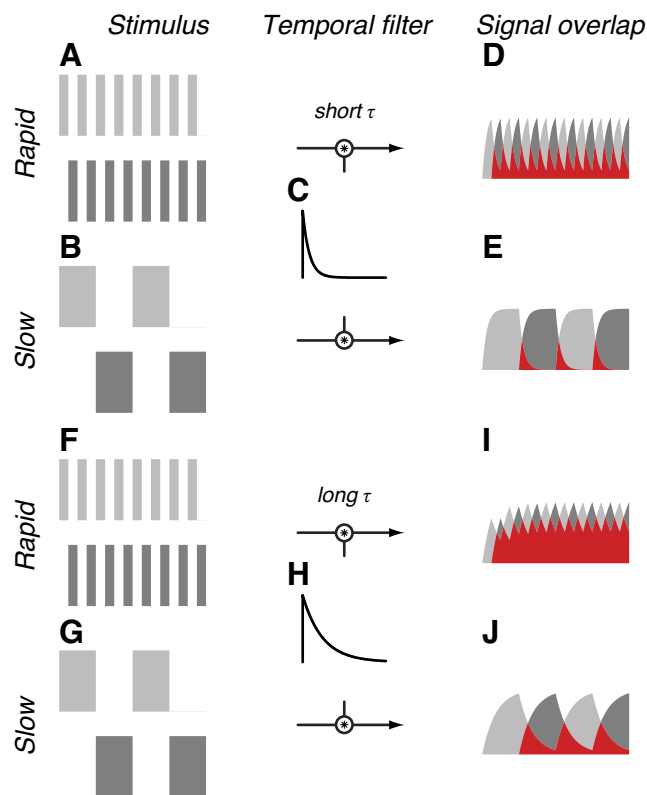 Stimulus
Temporal filter
Signal overlap
A
D
Rapid
short τ
C
B
E
Slow
F
I
Rapid
long τ
H
G
J
Slow